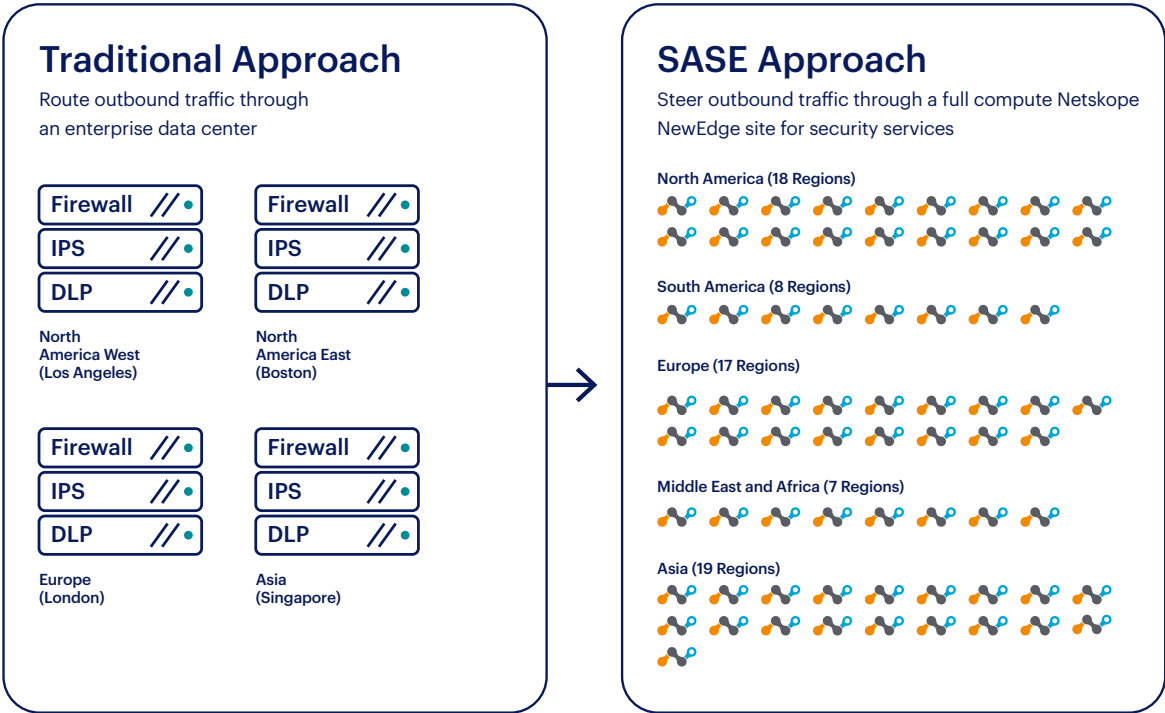 Traditional Approach
Route outbound traffic through
an enterprise data center
Firewall
IPS
DLP
North
America West
(Los Angeles)
Firewall
IPS
DLP
North
America East
(Boston)
Firewall
IPS
DLP
Europe
(London)
Firewall
IPS
DLP
Asia
(Singapore)
SASE Approach
Steer outbound traffic through a full compute Netskope
NewEdge site for security services
North America (18 Regions)
South America (8 Regions)
Europe (17 Regions)
Middle East and Africa (7 Regions)
Asia (19 Regions)